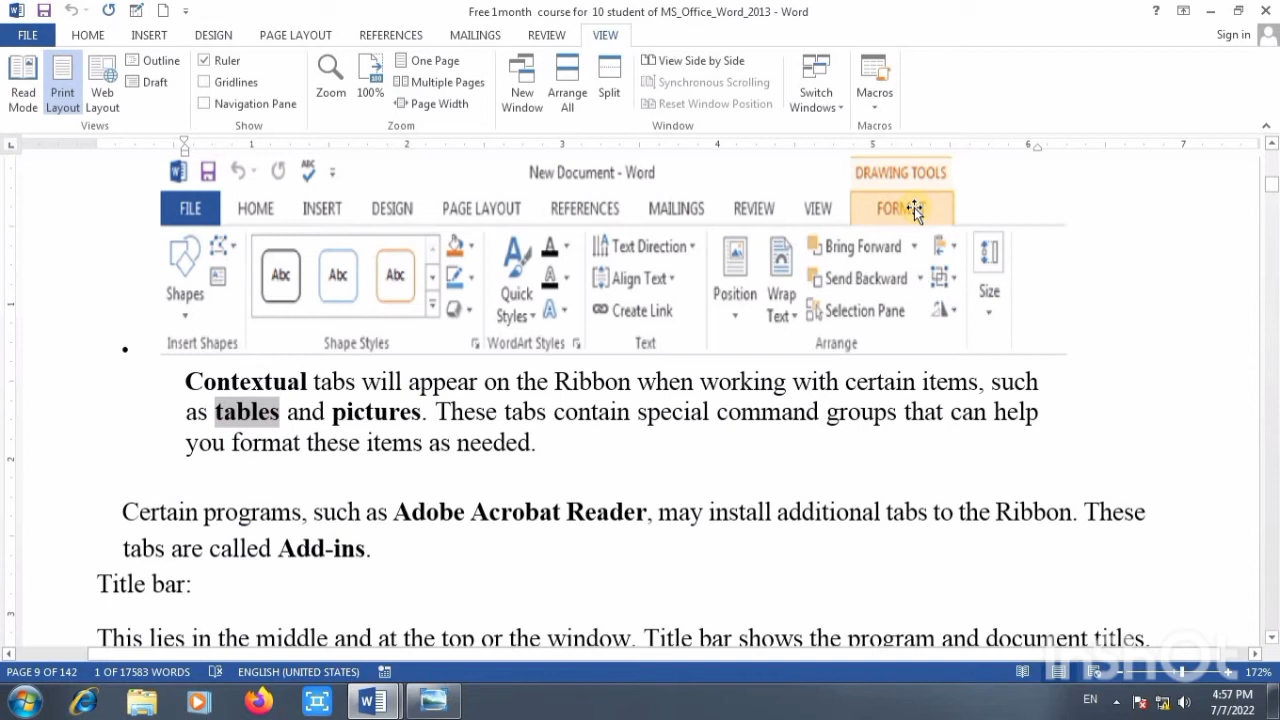 Free 1month course for 10 student of MS_Office_Word_2013 - Word
?
FILE HOME INSERT DESIGN PAGE LAYOUT REFERENCES MAILINGS REVIEW VIEW Sign in
Read Mode
Print Layout
Web Layout
Outline
Draft
Views
Ruler
Gridlines
Navigation Pane
Show
Zoom
100%
One Page
Multiple Pages
Page Width
Zoom
New Window
Arrange All
Split
View Side by Side
Synchronous Scrolling
Reset Window Position
Window
Switch Windows
Macros
Macros
1 2 3 4 5 6 7
New Document - Word DRAWING TOOLS
FILE HOME INSERT DESIGN PAGE LAYOUT REFERENCES MAILINGS REVIEW VIEW
Shapes
Insert Shapes
Abc Abc Abc
Shape Styles
Quick Styles
WordArt Styles
Text Direction
Align Text
Create Link
Text
Position
Wrap Text
Bring Forward
Send Backward
Selection Pane
Arrange
Size
• Contextual tabs will appear on the Ribbon when working with certain items, such
as tables and pictures. These tabs contain special command groups that can help
you format these items as needed.
Certain programs, such as Adobe Acrobat Reader, may install additional tabs to the Ribbon. These
tabs are called Add-ins.
Title bar:
This lies in the middle and at the top or the window. Title bar shows the program and document titles.
PAGE 9 OF 142 1 OF 17583 WORDS ENGLISH (UNITED STATES) 172%
InShot
EN 4:57 PM
7/7/2022